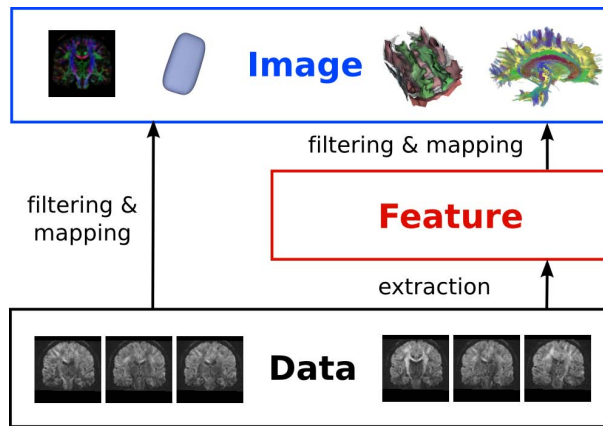 Image
filtering & mapping
filtering &
mapping
Feature
extraction
Data